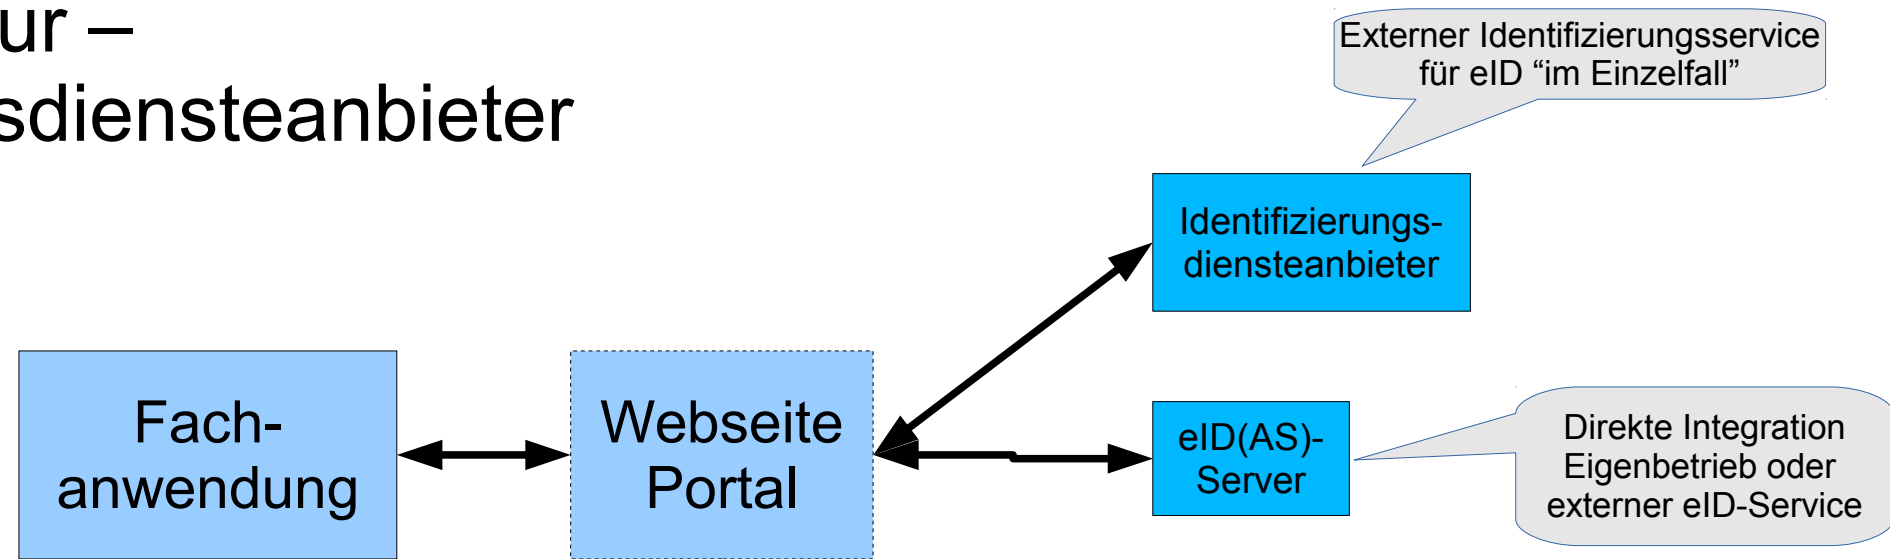 ur –
sdiensteanbieter
Externer Identifizierungsservice
für eID “im Einzelfall”
Identifizierungs-
diensteanbieter
Fach-
anwendung
Webseite
Portal
eID(AS)-
Server
Direkte Integration
Eigenbetrieb oder
externer eID-Service